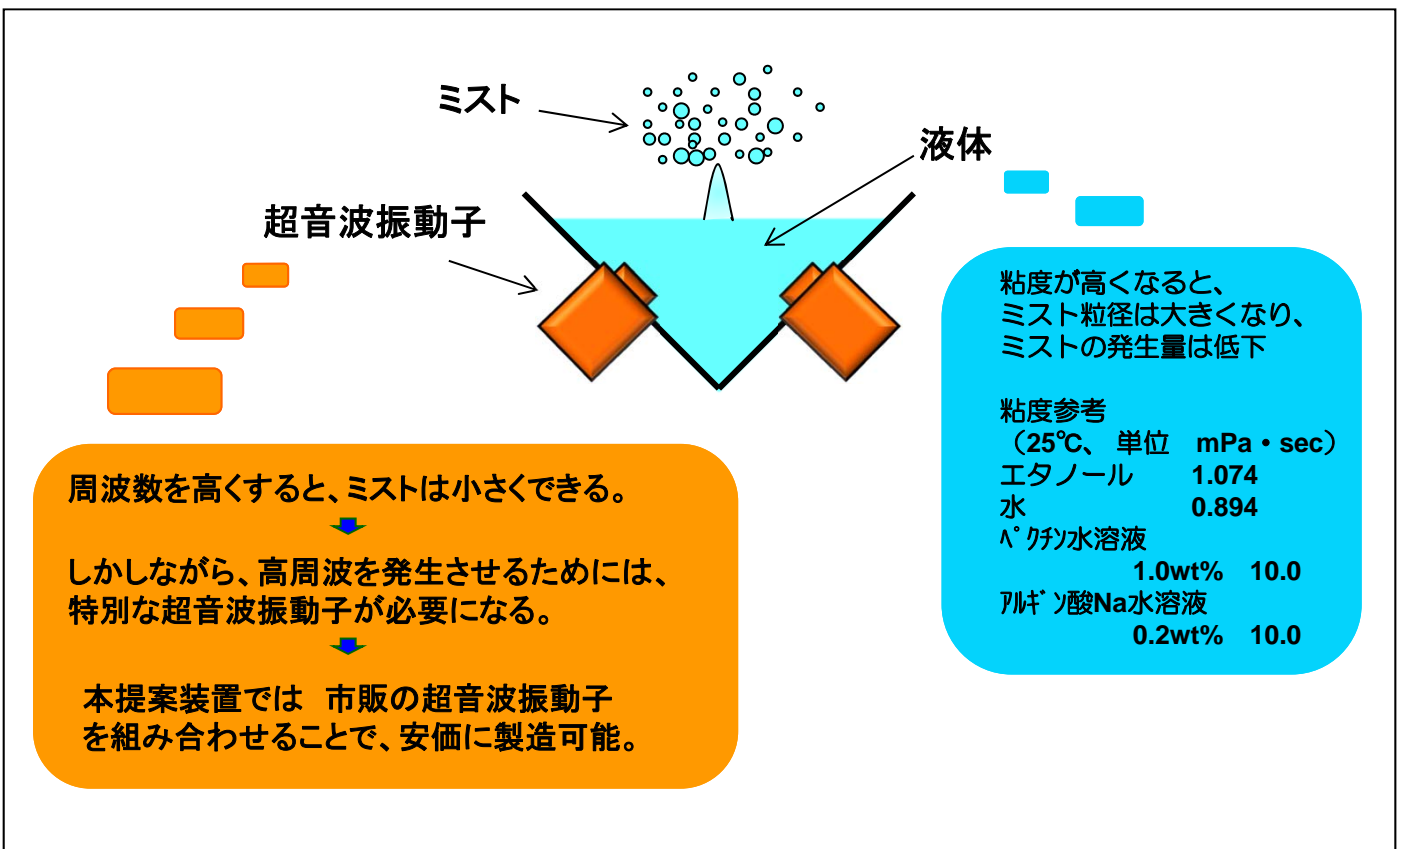 ミスト
液体
超音波振動子
周波数を高くすると、ミストは小さくできる。
しかしながら、高周波を発生させるためには、
特別な超音波振動子が必要になる。
本提案装置では　市販の超音波振動子
を組み合わせることで、安価に製造可能。
粘度が高くなると、
ミスト粒径は大きくなり、
ミストの発生量は低下
粘度参考
（25℃、 単位　mPa・sec）
エタノール　　1.074
水　　　　　　0.894
ﾍﾟｸﾁﾝ水溶液
1.0wt%　10.0
ｱﾙｷﾞﾝ酸Na水溶液
0.2wt%　10.0